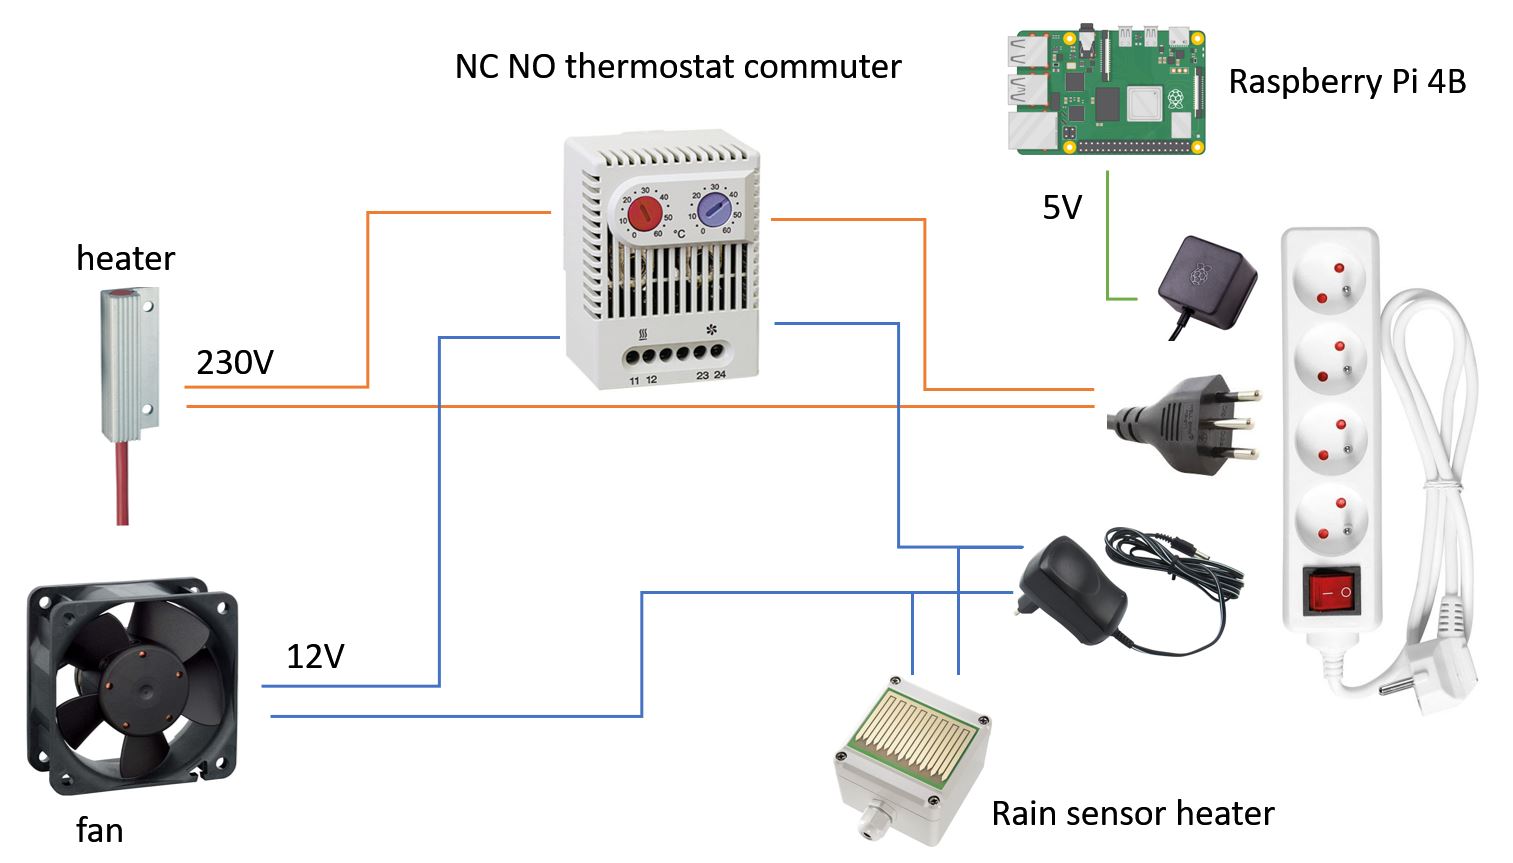 NC NO thermostat commuter
Raspberry Pi 4B
5V
heater
230V
0 10 20 30 40 50 60
°C
0 10 20 30 40 50 60
11 12
23 24
12V
fan
Rain sensor heater
I O